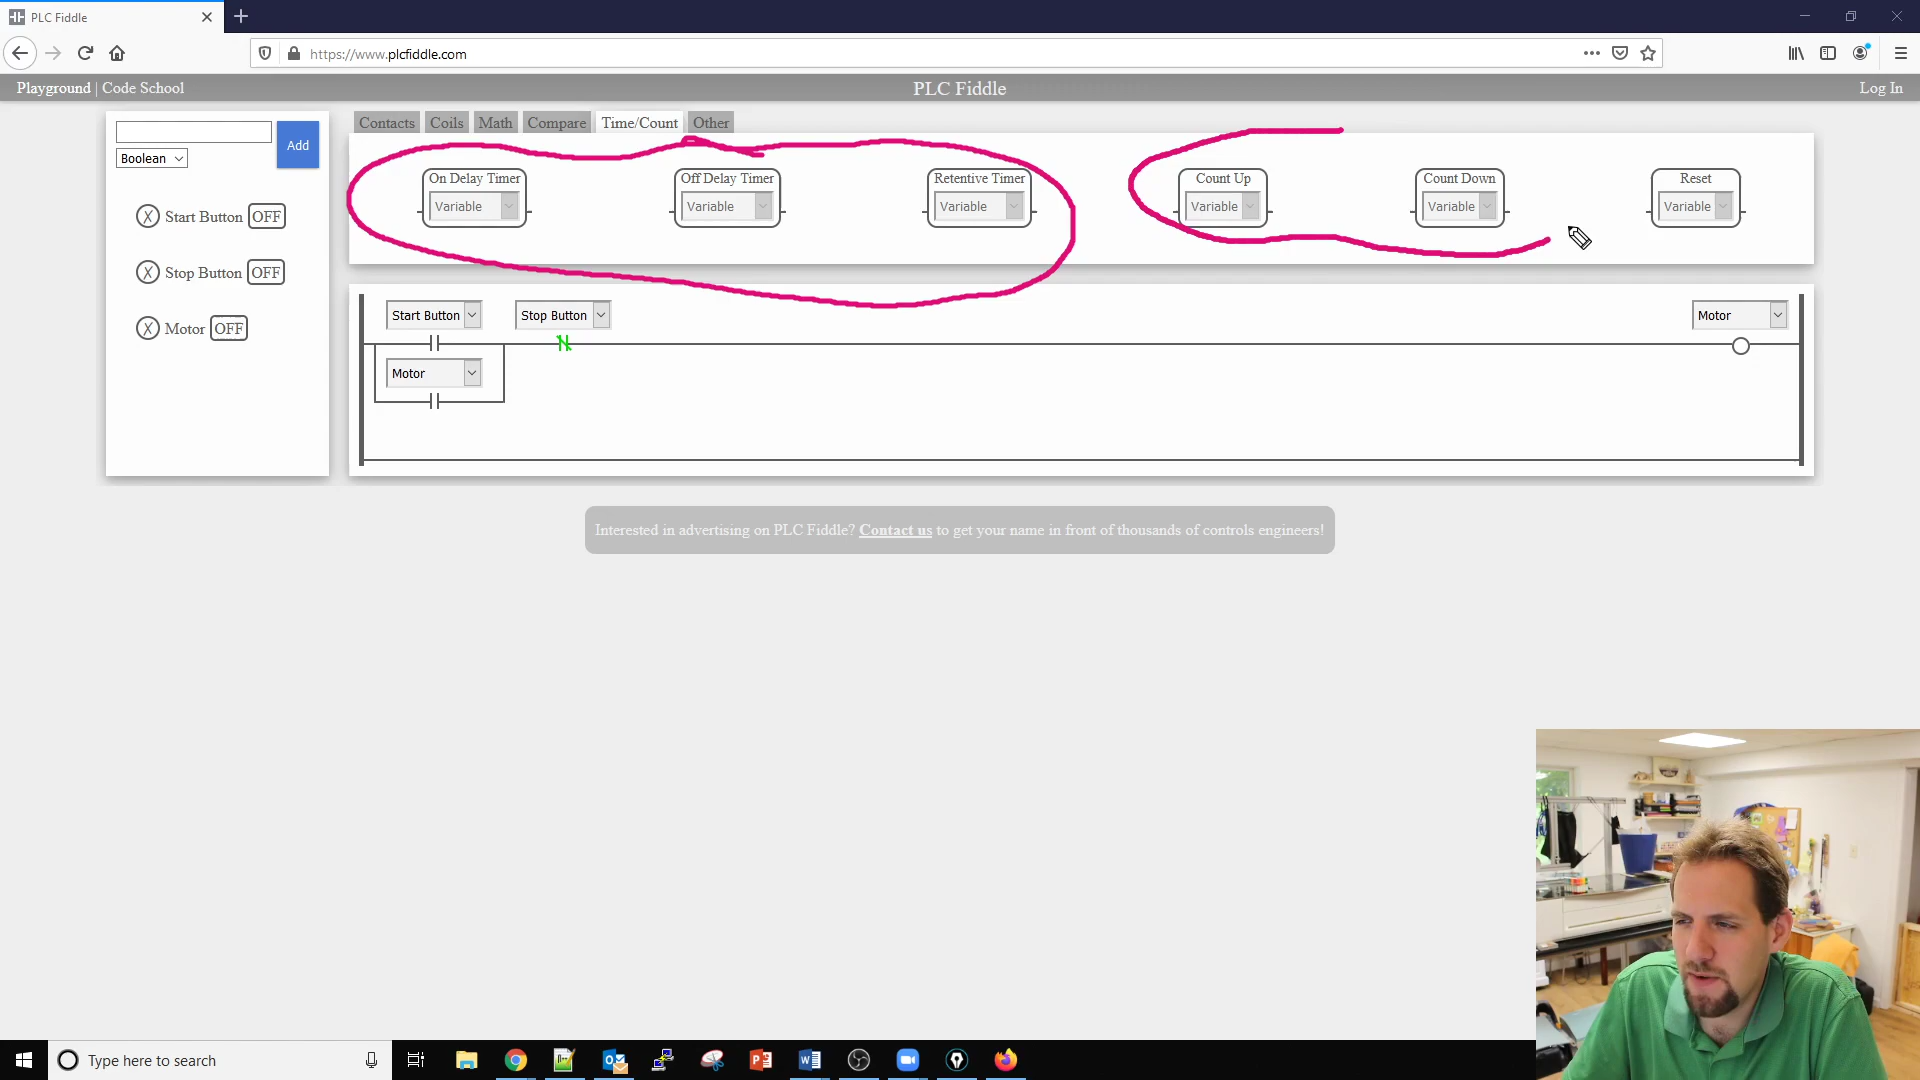 PLC Fiddle
https://www.plcfiddle.com
Playground | Code School
PLC Fiddle
Log In
Add
Boolean
X Start Button OFF
X Stop Button OFF
X Motor OFF
Contacts Coils Math Compare Time/Count Other
On Delay Timer Off Delay Timer Retentive Timer Count Up Count Down Reset
Variable Variable Variable Variable Variable Variable
Start Button Stop Button Motor
Motor
Interested in advertising on PLC Fiddle? Contact us to get your name in front of thousands of controls engineers!
Type here to search